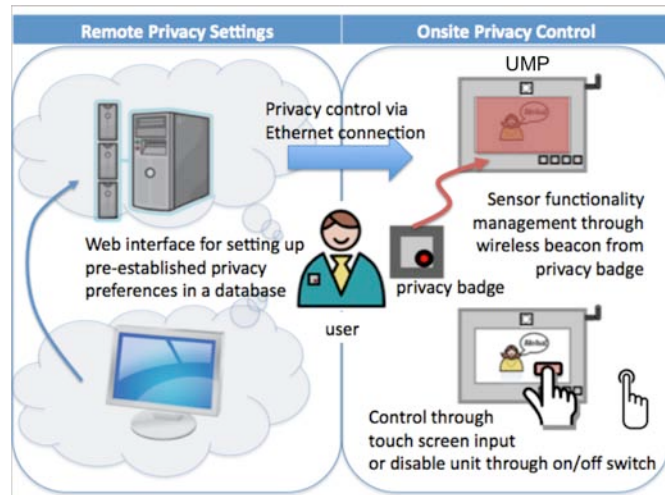 Remote Privacy Settings
Onsite Privacy Control
UMP
Privacy control via
Ethernet connection
Sensor functionality
management through
wireless beacon from
privacy badge
Web interface for setting up
pre-established privacy
preferences in a database
privacy badge
user
Control through
touch screen input
or disable unit through on/off switch